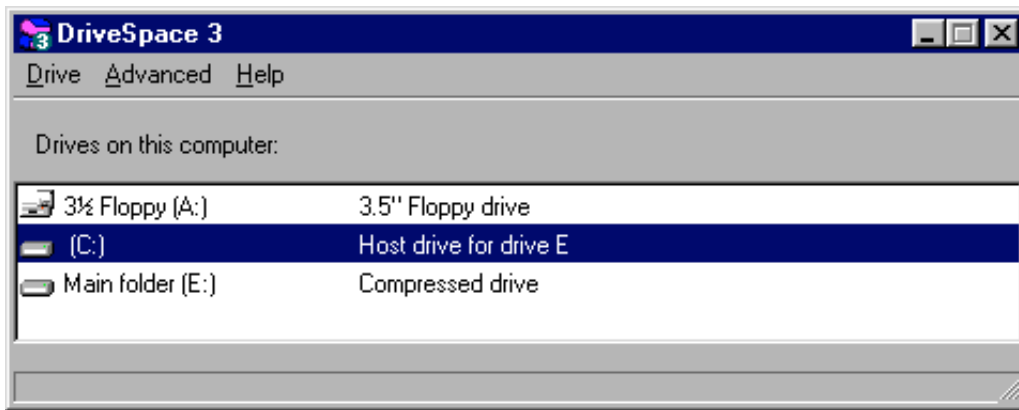 DriveSpace 3
Drive Advanced Help
Drives on this computer:
3½ Floppy (A:) 3.5" Floppy drive
(C:) Host drive for drive E
Main folder (E:) Compressed drive